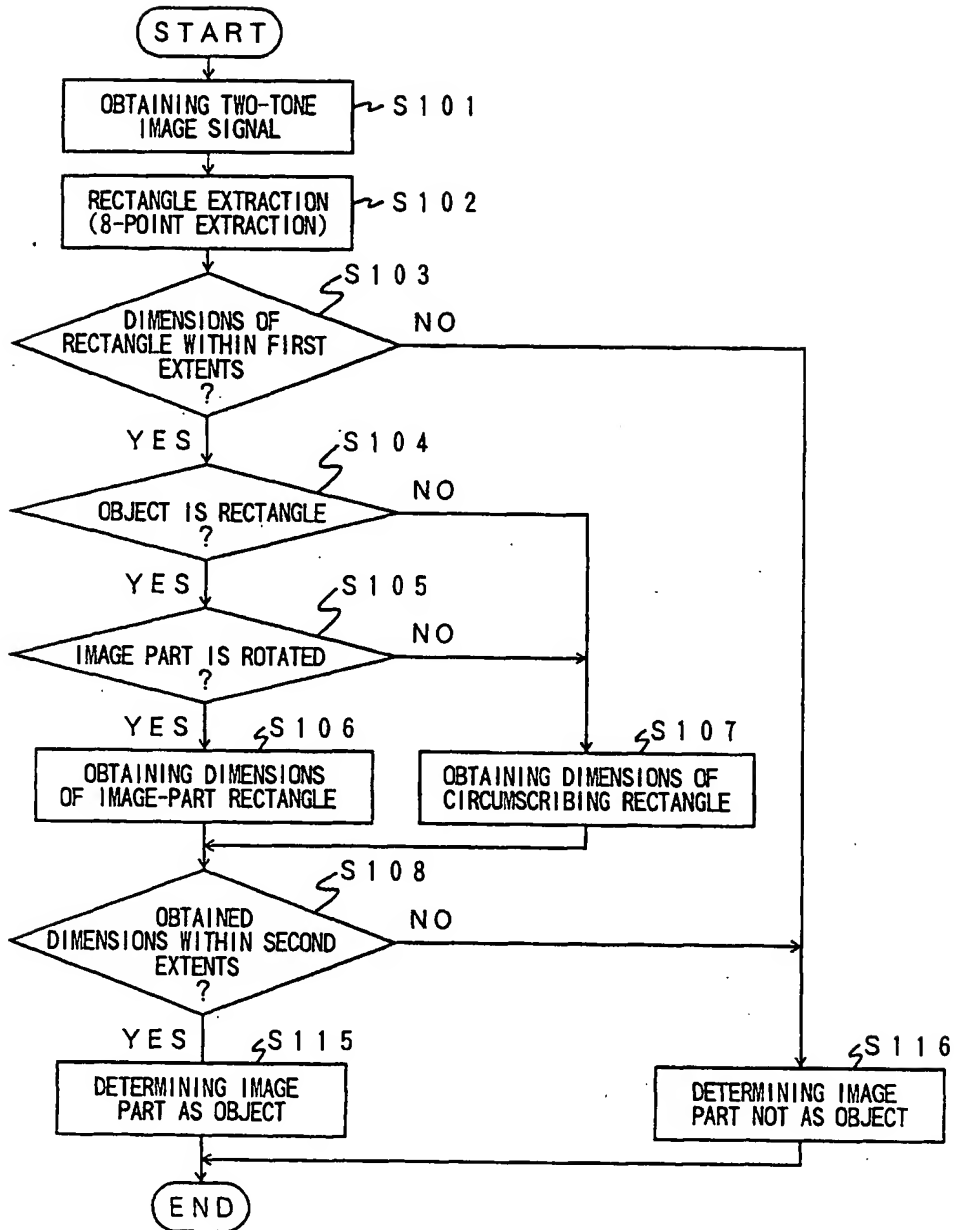 START
OBTAINING TWO-TONE
IMAGE SIGNAL
S101
RECTANGLE EXTRACTION
(8-POINT EXTRACTION)
S102
S103
DIMENSIONS OF
RECTANGLE WITHIN FIRST
EXTENTS
?
NO
YES
S104
OBJECT IS RECTANGLE
?
NO
YES
S105
IMAGE PART IS ROTATED
?
NO
YES
S106
OBTAINING DIMENSIONS
OF IMAGE-PART RECTANGLE
S107
OBTAINING DIMENSIONS OF
CIRCUMSCRIBING RECTANGLE
S108
OBTAINED
DIMENSIONS WITHIN SECOND
EXTENTS
?
NO
YES
S115
DETERMINING IMAGE
PART AS OBJECT
S116
DETERMINING IMAGE
PART NOT AS OBJECT
END